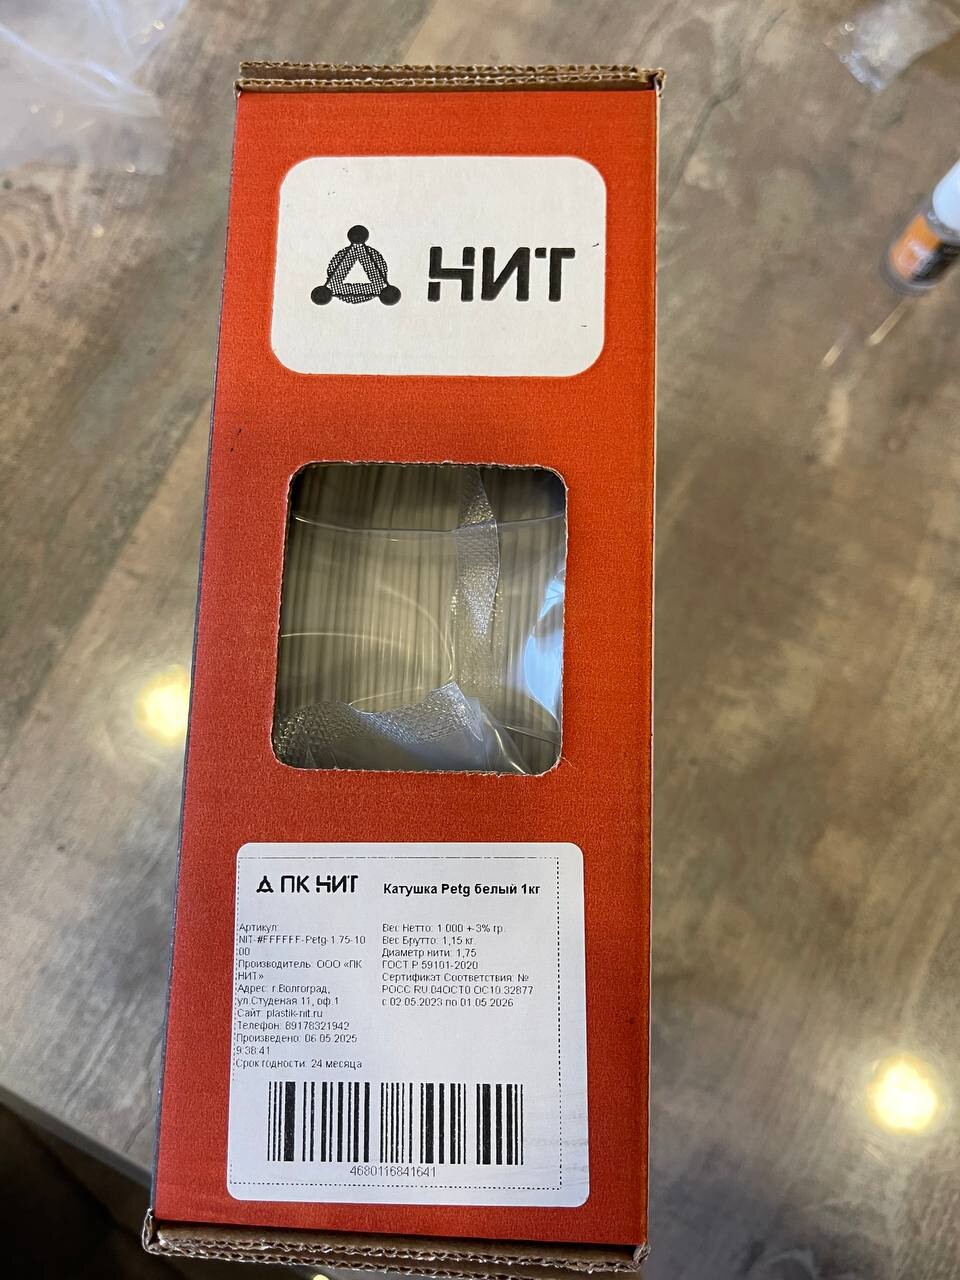 НИТ
ПК НИТ
Катушка Petg белый 1кг
Артикул:
NIT-#FFFFFF-Petg-1.75-10
00
Производитель: ООО «ПК
НИТ»
Адрес: г.Волгоград,
ул.Студеная 11, оф.1
Сайт: plastik-nit.ru
Телефон: 89178321942
Произведено: 06.05.2025
9:38:41
Срок годности: 24 месяца
Вес Нетто: 1 000 +-3% гр.
Вес Брутто: 1,15 кг.
Диаметр нити: 1,75
ГОСТ Р 59101-2020
Сертификат Соответствия: №
РОСС RU.04ОСТ0.ОС10.32877
с 02.05.2023 по 01.05.2026
4680116841641